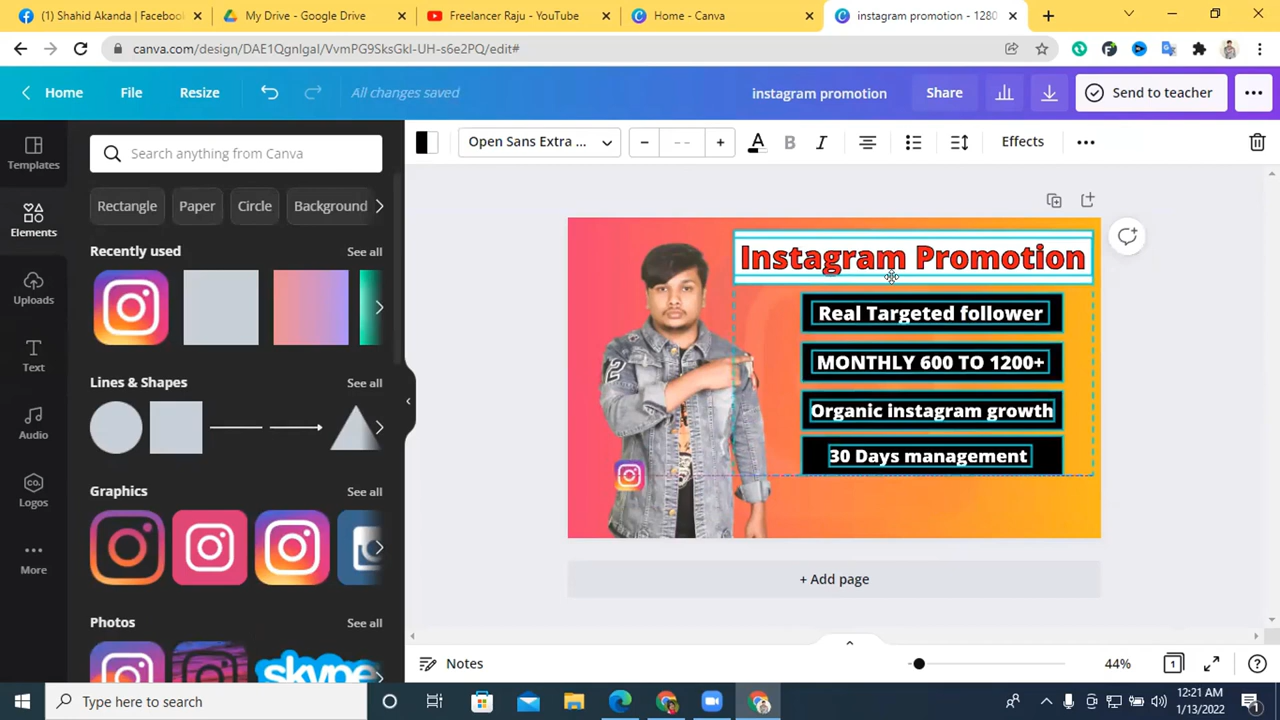 Shahid Akanda | Faceboo
My Drive - Google Drive
Freelancer Raju - YouTube
Home - Canva
instagram promotion - 1280
canva.com/design/DAE1QgnIgaI/VvmPG9SksGkI-UH-s6e2PQ/edit#
Home
File
Resize
All changes saved
instagram promotion
Share
Send to teacher
Open Sans Extra ...
- -
A
B
I
Effects
Templates
Elements
Uploads
Text
Audio
Logos
More
Search anything from Canva
Rectangle
Paper
Circle
Background
Recently used
See all
Lines & Shapes
See all
Graphics
See all
Photos
See all
skype
Instagram Promotion
Real Targeted follower
MONTHLY 600 TO 1200+
Organic instagram growth
30 Days management
+ Add page
Notes
44%
1
Type here to search
12:21 AM
1/13/2022
1